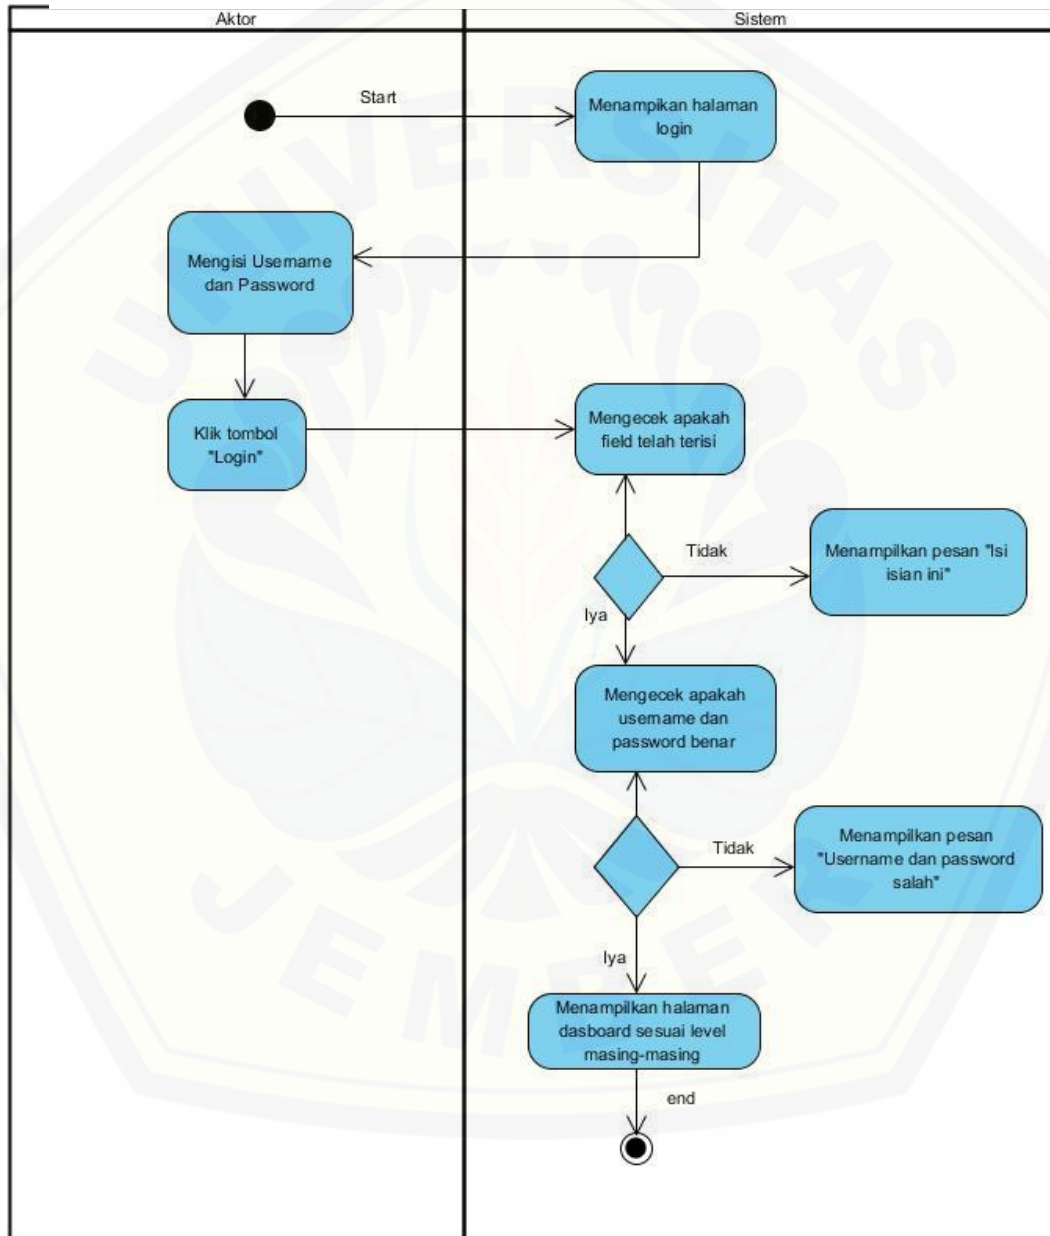 Aktor
Sistem
Start
Menampikan halaman
login
Mengisi Username
dan Password
Klik tombol
"Login"
Mengecek apakah
field telah terisi
Tidak
Menampilkan pesan "Isi
isian ini"
Iya
Mengecek apakah
username dan
password benar
Tidak
Menampilkan pesan
"Username dan password
salah"
Iya
Menampilkan halaman
dasboard sesuai level
masing-masing
end
UNIVERSITAS
JEMBER